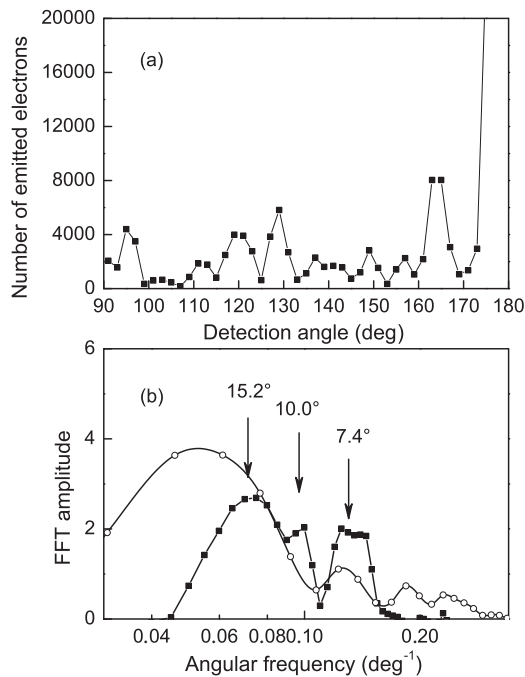 20000
16000
12000
8000
4000
0
(a)
Number of emitted electrons
90 100 110 120 130 140 150 160 170 180
Detection angle (deg)
6
4
2
0
(b)
15.2°
10.0°
7.4°
FFT amplitude
0.04 0.06 0.08 0.10 0.20
Angular frequency (deg⁻¹)